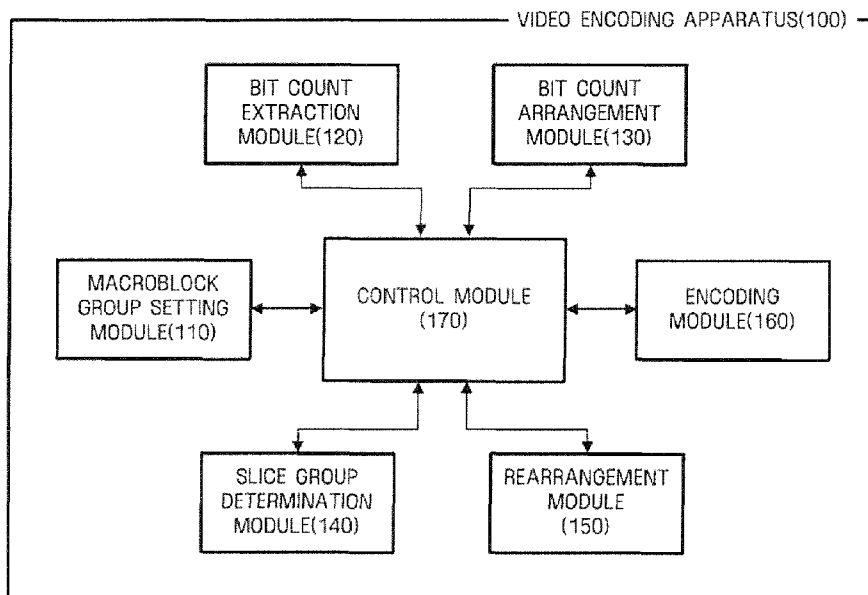 VIDEO ENCODING APPARATUS(100)
BIT COUNT
EXTRACTION
MODULE(120)
BIT COUNT
ARRANGEMENT
MODULE(130)
MACROBLOCK
GROUP SETTING
MODULE(110)
CONTROL MODULE
(170)
ENCODING
MODULE(160)
SLICE GROUP
DETERMINATION
MODULE(140)
REARRANGEMENT
MODULE
(150)